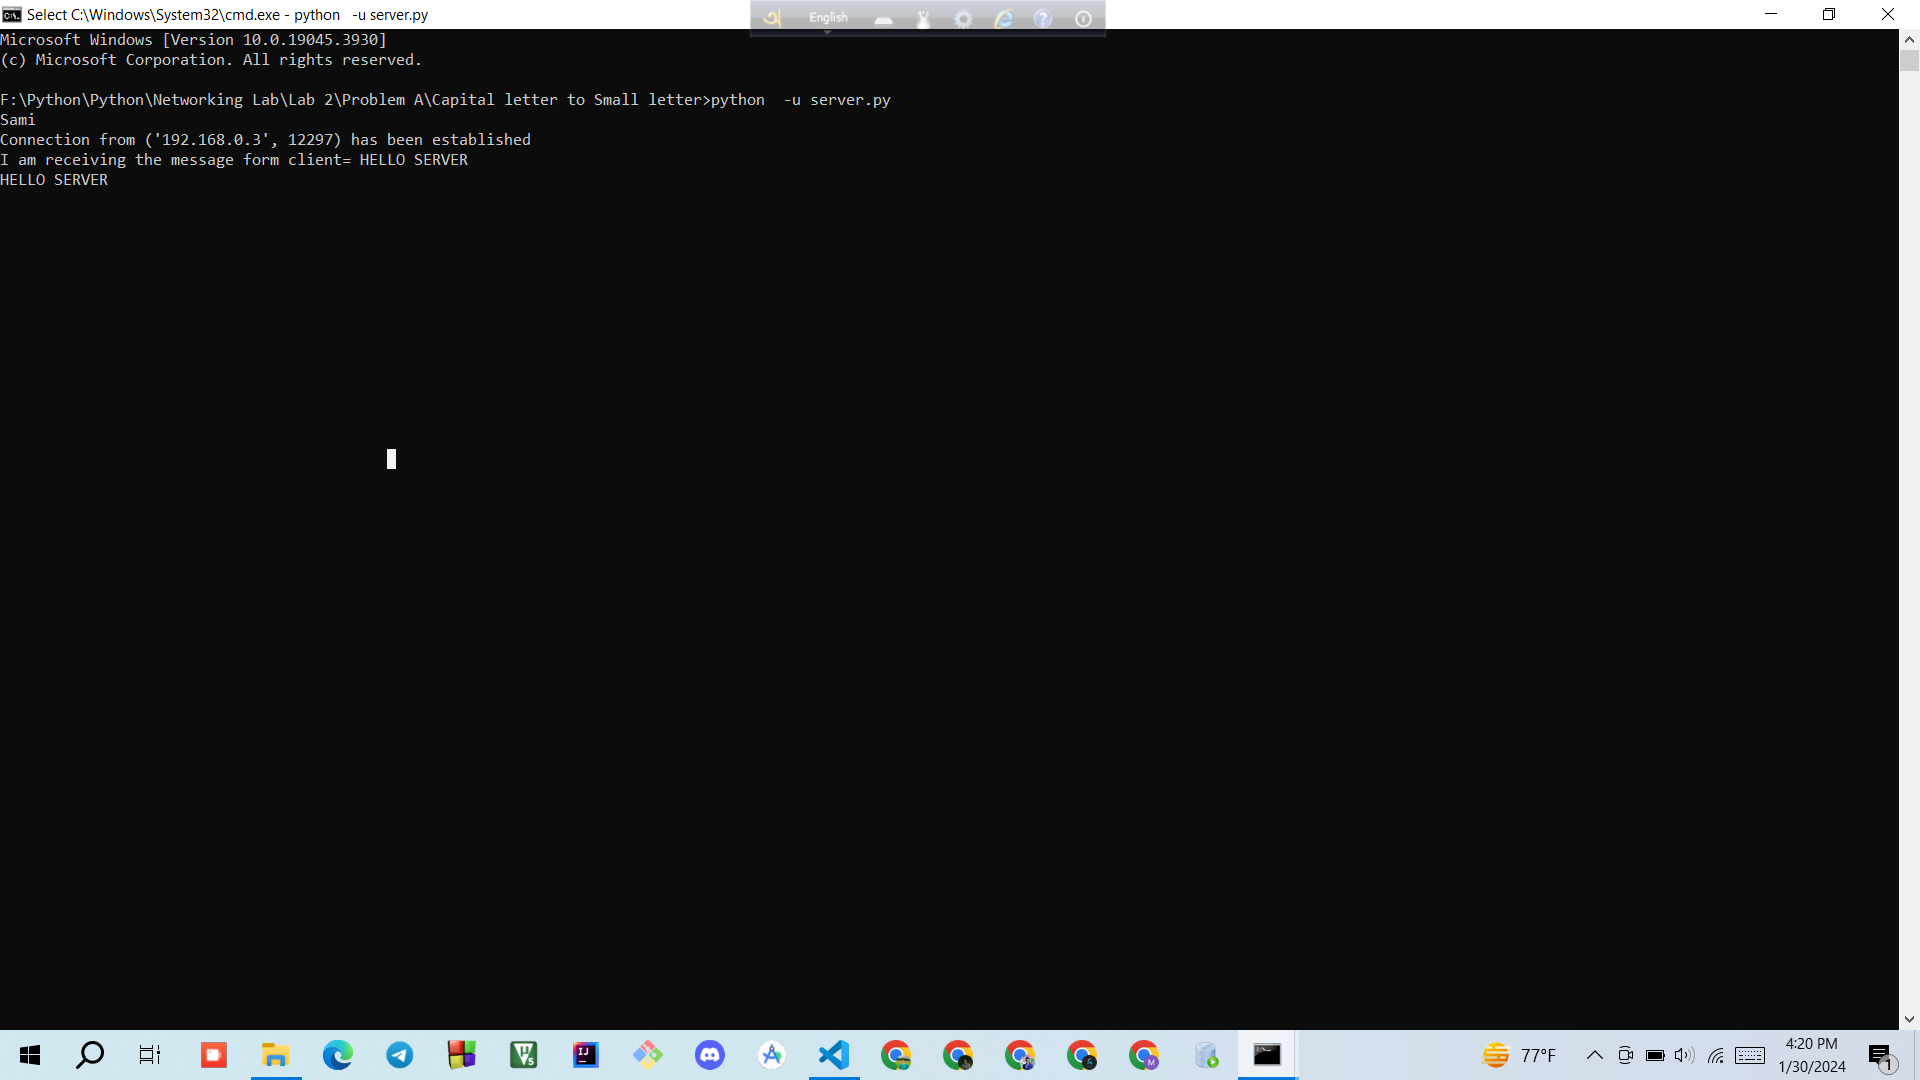 Select C:\Windows\System32\cmd.exe - python  -u server.py
English
Microsoft Windows [Version 10.0.19045.3930]
(c) Microsoft Corporation. All rights reserved.
F:\Python\Python\Networking Lab\Lab 2\Problem A\Capital letter to Small letter>python  -u server.py
Sami
Connection from ('192.168.0.3', 12297) has been established
I am receiving the message form client= HELLO SERVER
HELLO SERVER
77°F
4:20 PM
1/30/2024
1